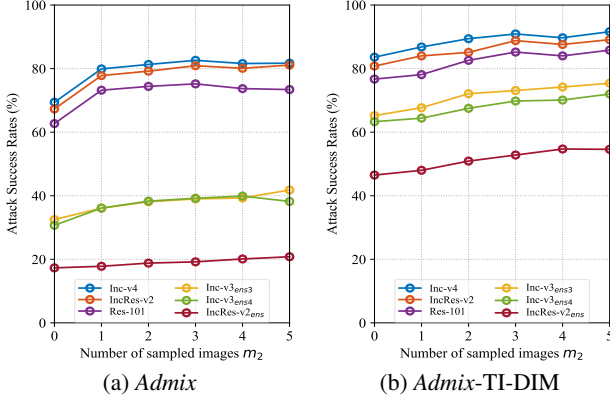 100
80
60
40
20
0
Attack Success Rates (%)
Inc-v4
IncRes-v2
Res-101
Inc-v3ens3
Inc-v3ens4
IncRes-v2ens
0 1 2 3 4 5
Number of sampled images m2
(a) Admix
100
80
60
40
20
0
Attack Success Rates (%)
Inc-v4
IncRes-v2
Res-101
Inc-v3ens3
Inc-v3ens4
IncRes-v2ens
0 1 2 3 4 5
Number of sampled images m2
(b) Admix-TI-DIM